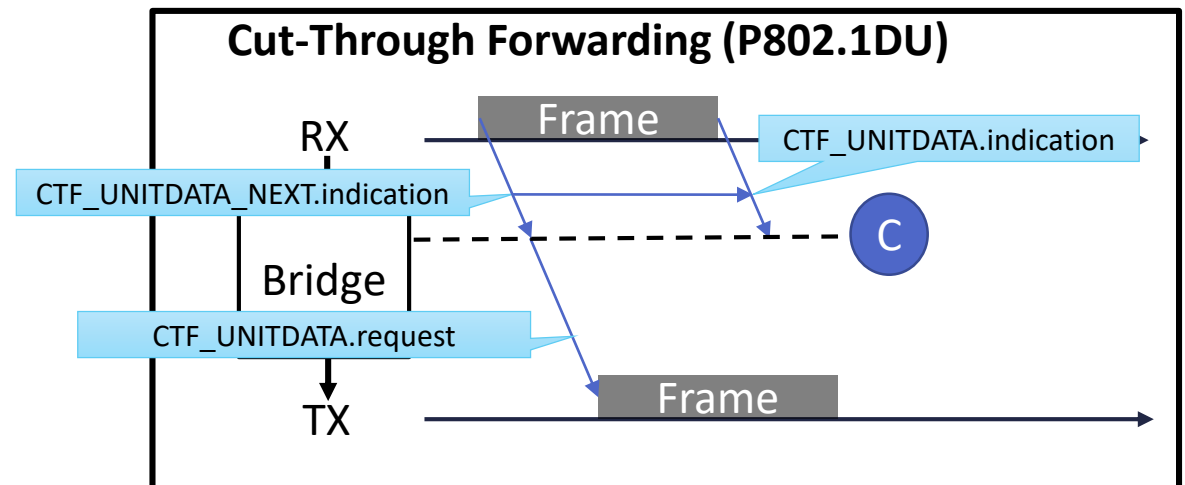 Cut-Through Forwarding (P802.1DU)
Frame
RX
CTF_UNITDATA.indication
CTF_UNITDATA_NEXT.indication
C
Bridge
CTF_UNITDATA.request
Frame
TX